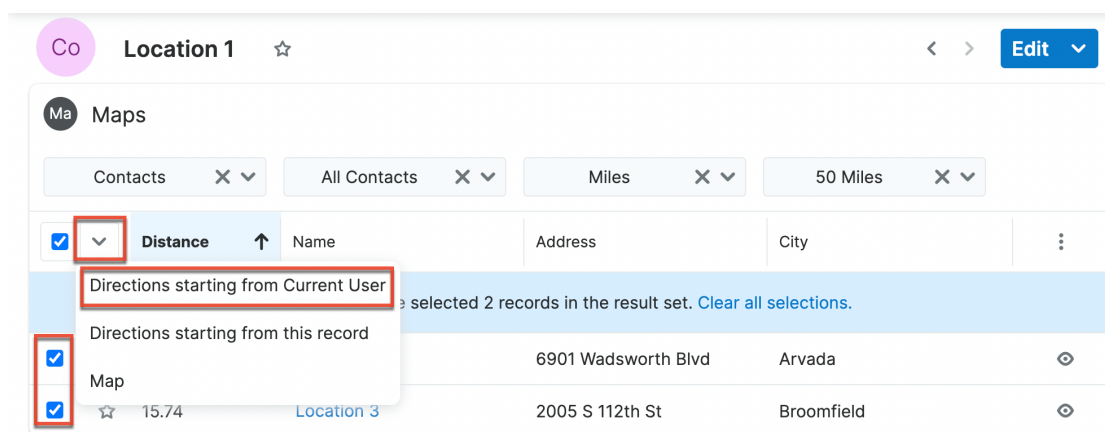 Co Location 1 Edit
Ma Maps
Contacts All Contacts Miles 50 Miles
Distance Name Address City
Directions starting from Current User
selected 2 records in the result set. Clear all selections.
Directions starting from this record
6901 Wadsworth Blvd Arvada
Map
15.74 Location 3 2005 S 112th St Broomfield